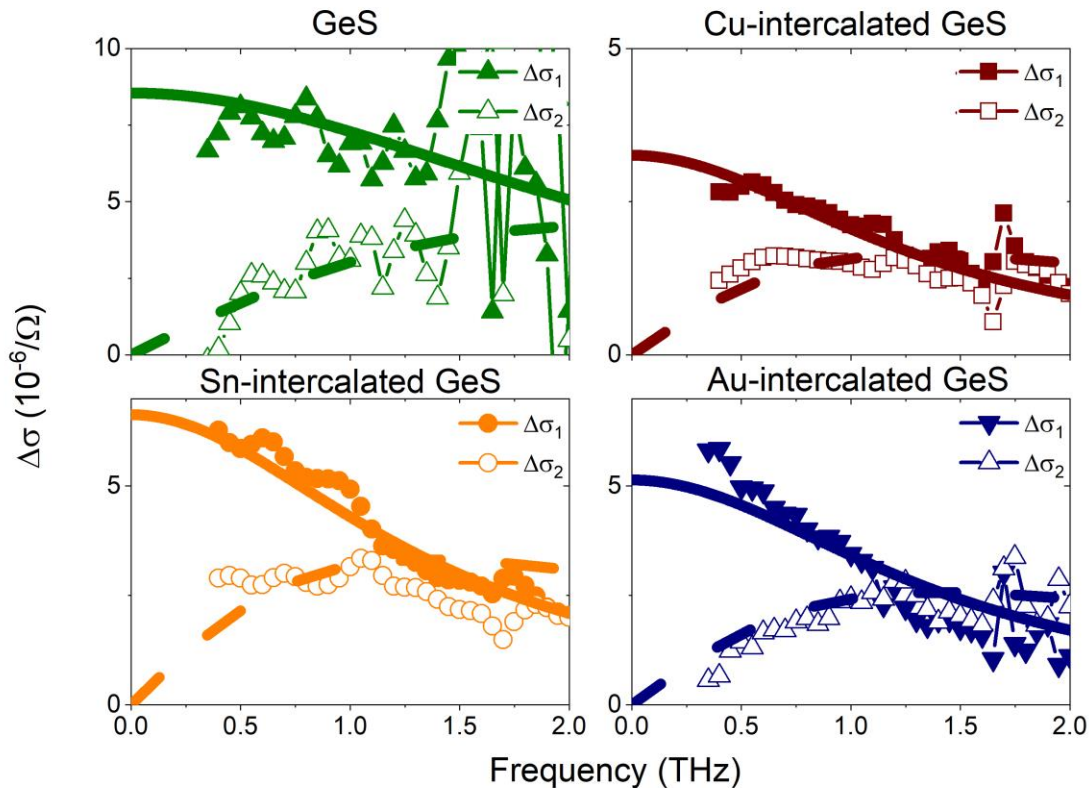 GeS
10
5
0
Δσ₁
Δσ₂
Cu-intercalated GeS
5
0
Δσ₁
Δσ₂
Sn-intercalated GeS
5
0
0.0 0.5 1.0 1.5 2.0
Δσ₁
Δσ₂
Au-intercalated GeS
5
0
0.0 0.5 1.0 1.5 2.0
Δσ₁
Δσ₂
Δσ (10⁻⁶/Ω)
Frequency (THz)